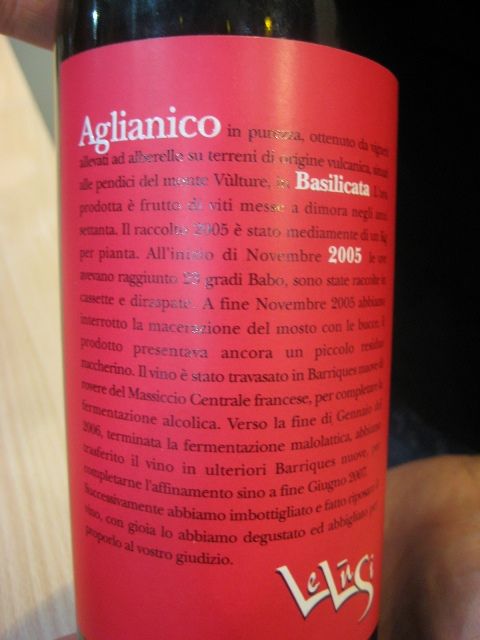 Aglianico in purezza, ottenuto da vigneti
allevati ad alberello su terreni di origine vulcanica, situati
alle pendici del monte Vùlture, in Basilicata. L'uva
prodotta è frutto di viti messe a dimora negli anni
settanta. Il raccolto 2005 è stato mediamente di un Kg
per pianta. All'inizio di Novembre 2005 le uve
avevano raggiunto gradi Babo, sono state raccolte in
cassette e diraspate. A fine Novembre 2005 abbiamo
interrotto la macerazione del mosto con le bucce. Il
prodotto presentava ancora un piccolo residuo
zuccherino. Il vino è stato travasato in Barriques nuove di
rovere del Massiccio Centrale francese, per completare la
fermentazione alcolica. Verso la fine di Gennaio del
2006, terminata la fermentazione malolattica, abbiamo
trasferito il vino in ulteriori Barriques nuove, per
completarne l'affinamento sino a fine Giugno 2007.
Successivamente abbiamo imbottigliato e fatto riposare il
vino, con gioia lo abbiamo degustato ed abbigliato per
proporlo al vostro giudizio.
LeLúSi